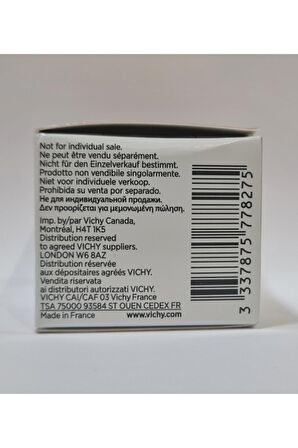 Not for individual sale.
Ne peut être vendu séparément.
Nicht für den Einzelverkauf bestimmt.
Prodotto non vendibile singolarmente.
Niet voor individuele verkoop.
Prohibida su venta por separado.
Не для индивидуальной продажи.
Δεν προορίζεται για μεμονωμένη πώληση.
Imp. by/par Vichy Canada,
Montréal, H4T 1K5
Distribution reserved
to agreed VICHY suppliers.
LONDON W6 8AZ
Distribution réservée
aux dépositaires agréés VICHY.
Vendita riservata
ai distributori autorizzati VICHY.
VICHY CAI/CAF 03 Vichy France
TSA 75000 93584 ST OUEN CEDEX FR
Made in France www.vichy.com
3 337875 778275